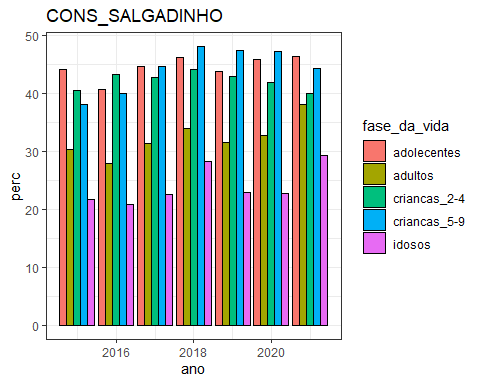 CONS_SALGADINHO
50
40
30
20
10
0
perc
2016
2018
2020
ano
fase_da_vida
adolecentes
adultos
criancas_2-4
criancas_5-9
idosos